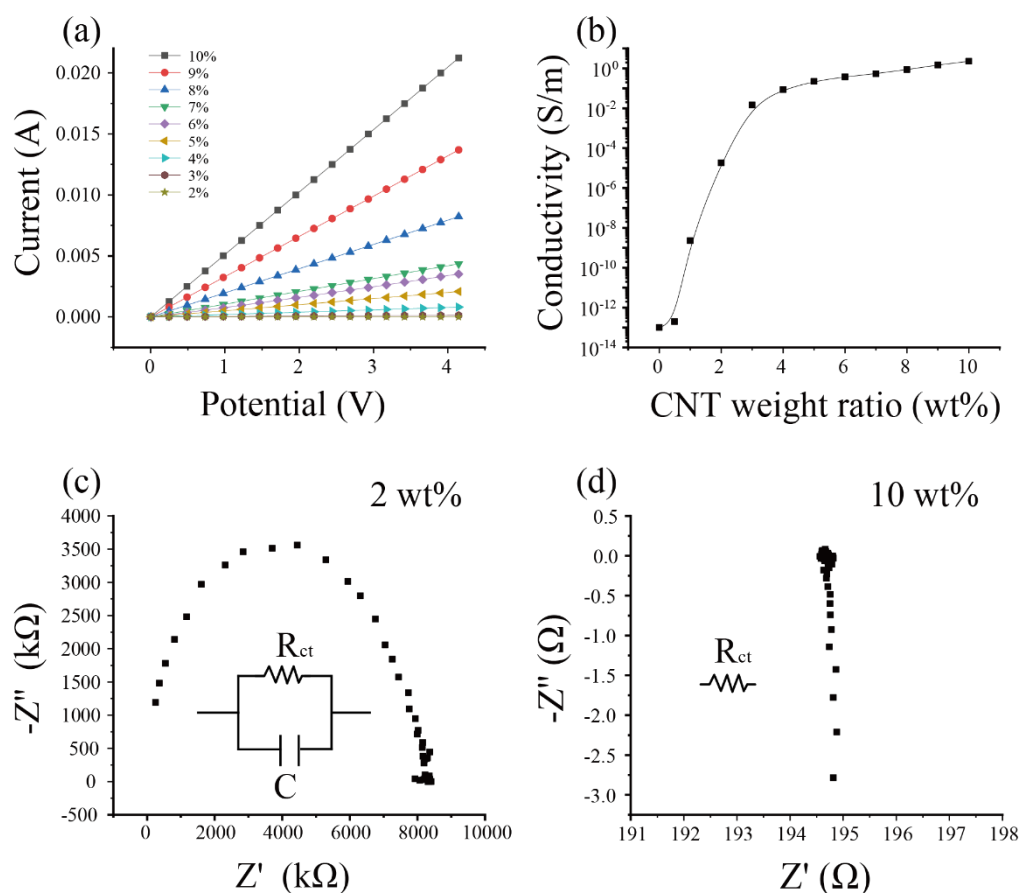 (a)
10%
9%
8%
7%
6%
5%
4%
3%
2%
0.020
0.015
0.010
0.005
0.000
Current (A)
0 1 2 3 4
Potential (V)
(b)
10⁰
10⁻²
10⁻⁴
10⁻⁶
10⁻⁸
10⁻¹⁰
10⁻¹²
10⁻¹⁴
Conductivity (S/m)
0 2 4 6 8 10
CNT weight ratio (wt%)
(c)
2 wt%
4000
3500
3000
2500
2000
1500
1000
500
0
-500
-Z'' (kΩ)
Rct
C
0 2000 4000 6000 8000 10000
Z' (kΩ)
(d)
10 wt%
0.5
0.0
-0.5
-1.0
-1.5
-2.0
-2.5
-3.0
-Z'' (Ω)
Rct
191 192 193 194 195 196 197 198
Z' (Ω)